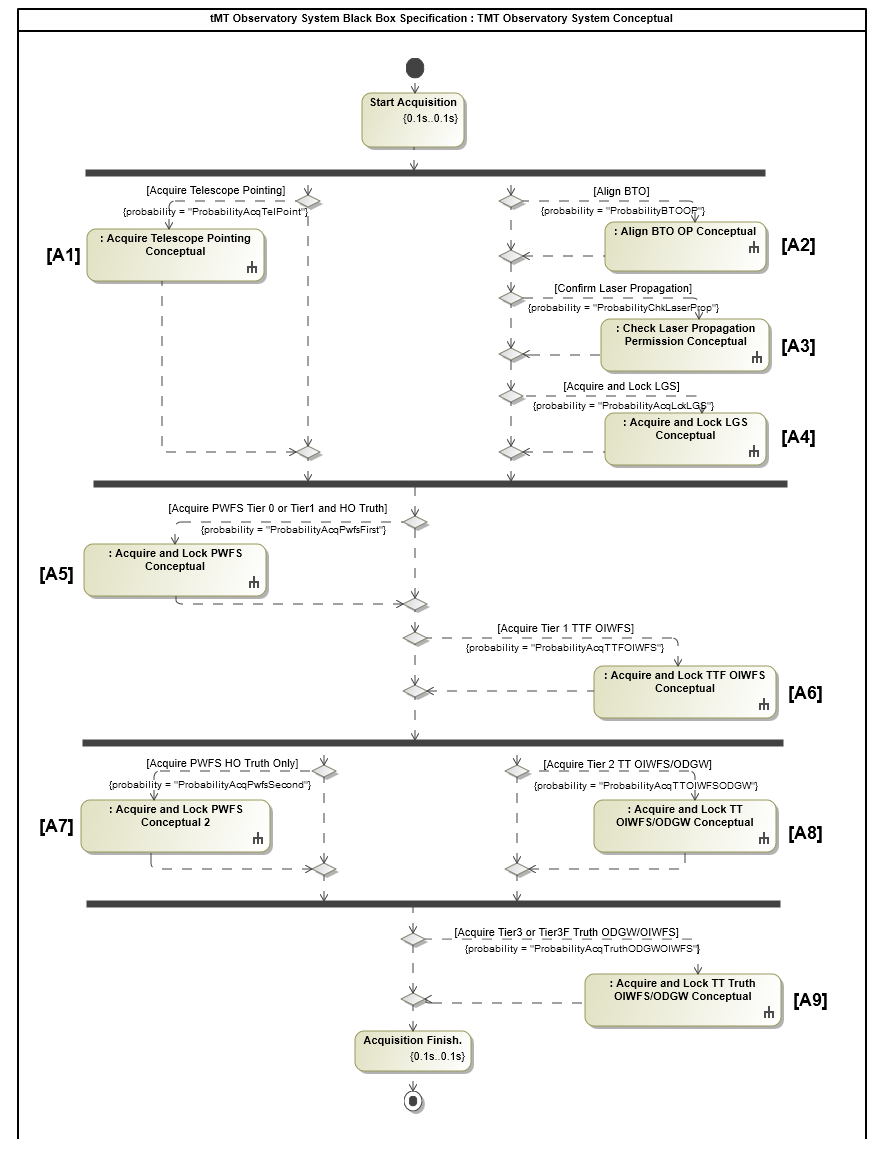 tMT Observatory System Black Box Specification : TMT Observatory System Conceptual
Start Acquisition
{0.1s..0.1s}
[Acquire Telescope Pointing]
{probability = "ProbabilityAcqTelPoint"}
[A1]
: Acquire Telescope Pointing
Conceptual
[Align BTO]
{probability = "ProbabilityBTOOP"}
: Align BTO OP Conceptual
[A2]
[Confirm Laser Propagation]
{probability = "ProbabilityChkLaserProp"}
: Check Laser Propagation
Permission Conceptual
[A3]
[Acquire and Lock LGS]
{probability = "ProbabilityAcqLckLGS"}
: Acquire and Lock LGS
Conceptual
[A4]
[Acquire PWFS Tier 0 or Tier1 and HO Truth]
{probability = "ProbabilityAcqPwfsFirst"}
[A5]
: Acquire and Lock PWFS
Conceptual
[Acquire Tier 1 TTF OIWFS]
{probability = "ProbabilityAcqTTFOIWFS"}
: Acquire and Lock TTF OIWFS
Conceptual
[A6]
[Acquire PWFS HO Truth Only]
{probability = "ProbabilityAcqPwfsSecond"}
[A7]
: Acquire and Lock PWFS
Conceptual 2
[Acquire Tier 2 TT OIWFS/ODGW]
{probability = "ProbabilityAcqTTOIWFSODGW"}
: Acquire and Lock TT
OIWFS/ODGW Conceptual
[A8]
[Acquire Tier3 or Tier3F Truth ODGW/OIWFS]
{probability = "ProbabilityAcqTruthODGWOIWFS"}
: Acquire and Lock TT Truth
OIWFS/ODGW Conceptual
[A9]
Acquisition Finish.
{0.1s..0.1s}